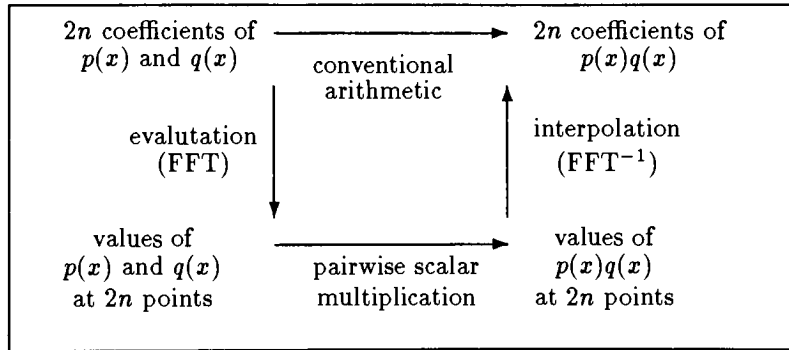 2n coefficients of
p(x) and q(x)
conventional
arithmetic
2n coefficients of
p(x)q(x)
evalutation
(FFT)
interpolation
(FFT⁻¹)
values of
p(x) and q(x)
at 2n points
pairwise scalar
multiplication
values of
p(x)q(x)
at 2n points